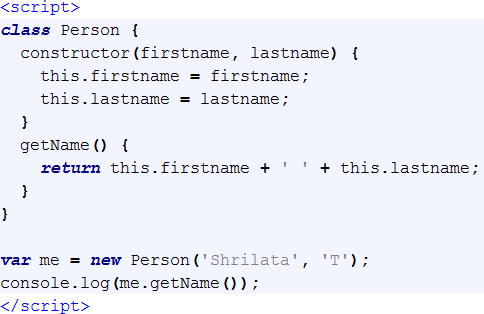 <script>
class Person {
  constructor(firstname, lastname) {
    this.firstname = firstname;
    this.lastname = lastname;
  }
  getName() {
    return this.firstname + ' ' + this.lastname;
  }
}

var me = new Person('Shrilata', 'T');
console.log(me.getName());
</script>